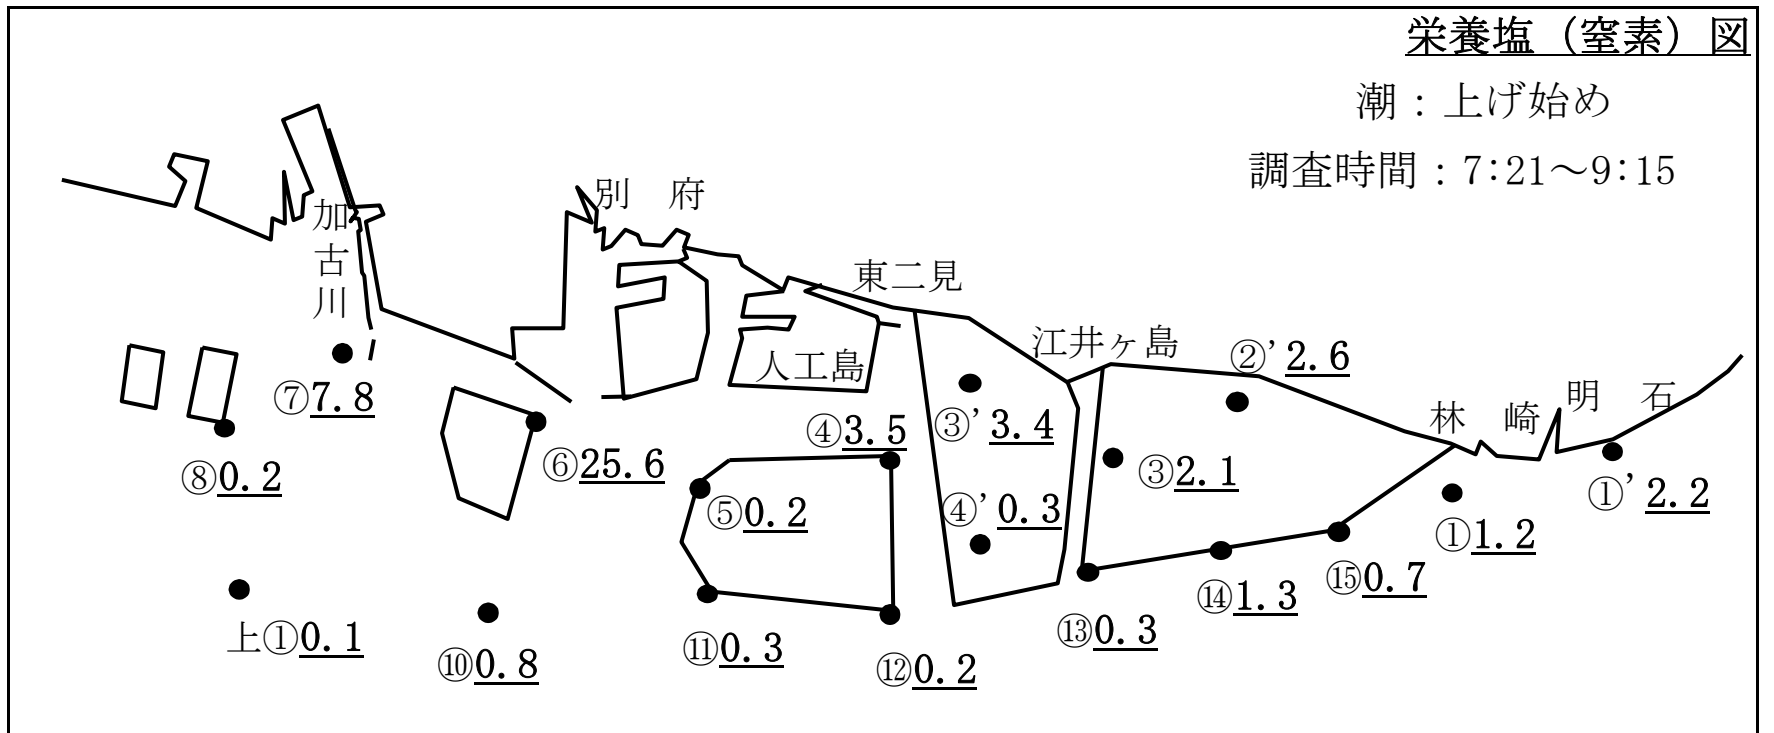 栄養塩（窒素）図
潮：上げ始め
調査時間：7:21～9:15
別　府
加古川
東二見
江井ヶ島
人工島
②’2.6
明　石
林　崎
⑦7.8
④3.5
③’3.4
⑧0.2
⑥25.6
③2.1
①’2.2
⑤0.2
④’0.3
①1.2
⑮0.7
⑭1.3
上①0.1
⑬0.3
⑩0.8
⑪0.3
⑫0.2